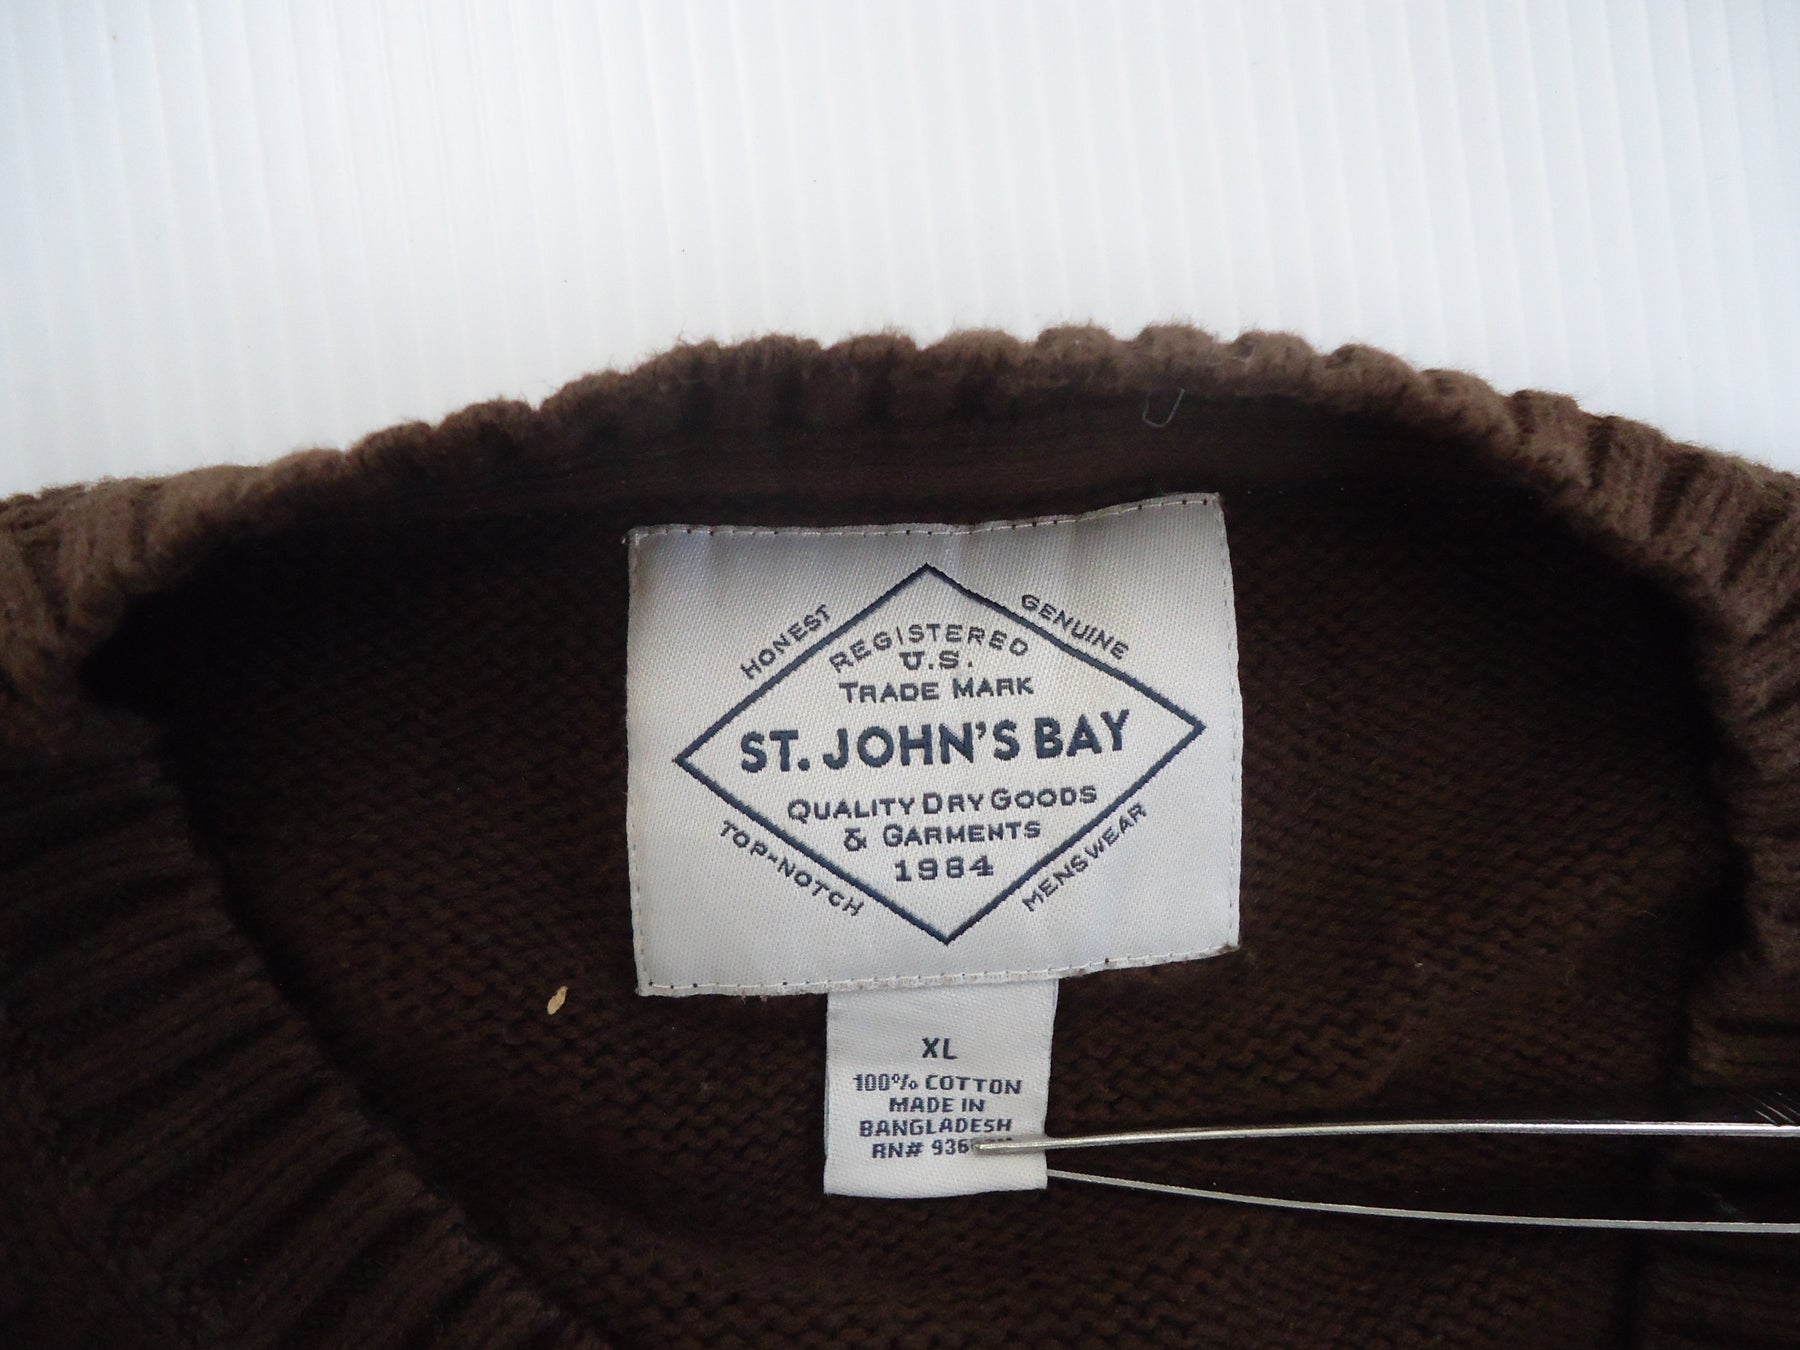 HONEST
GENUINE
REGISTERED
U.S.
TRADE MARK
ST. JOHN'S BAY
QUALITY DRY GOODS
& GARMENTS
1984
TOP-NOTCH
MENSWEAR
XL
100% COTTON
MADE IN
BANGLADESH
RN#